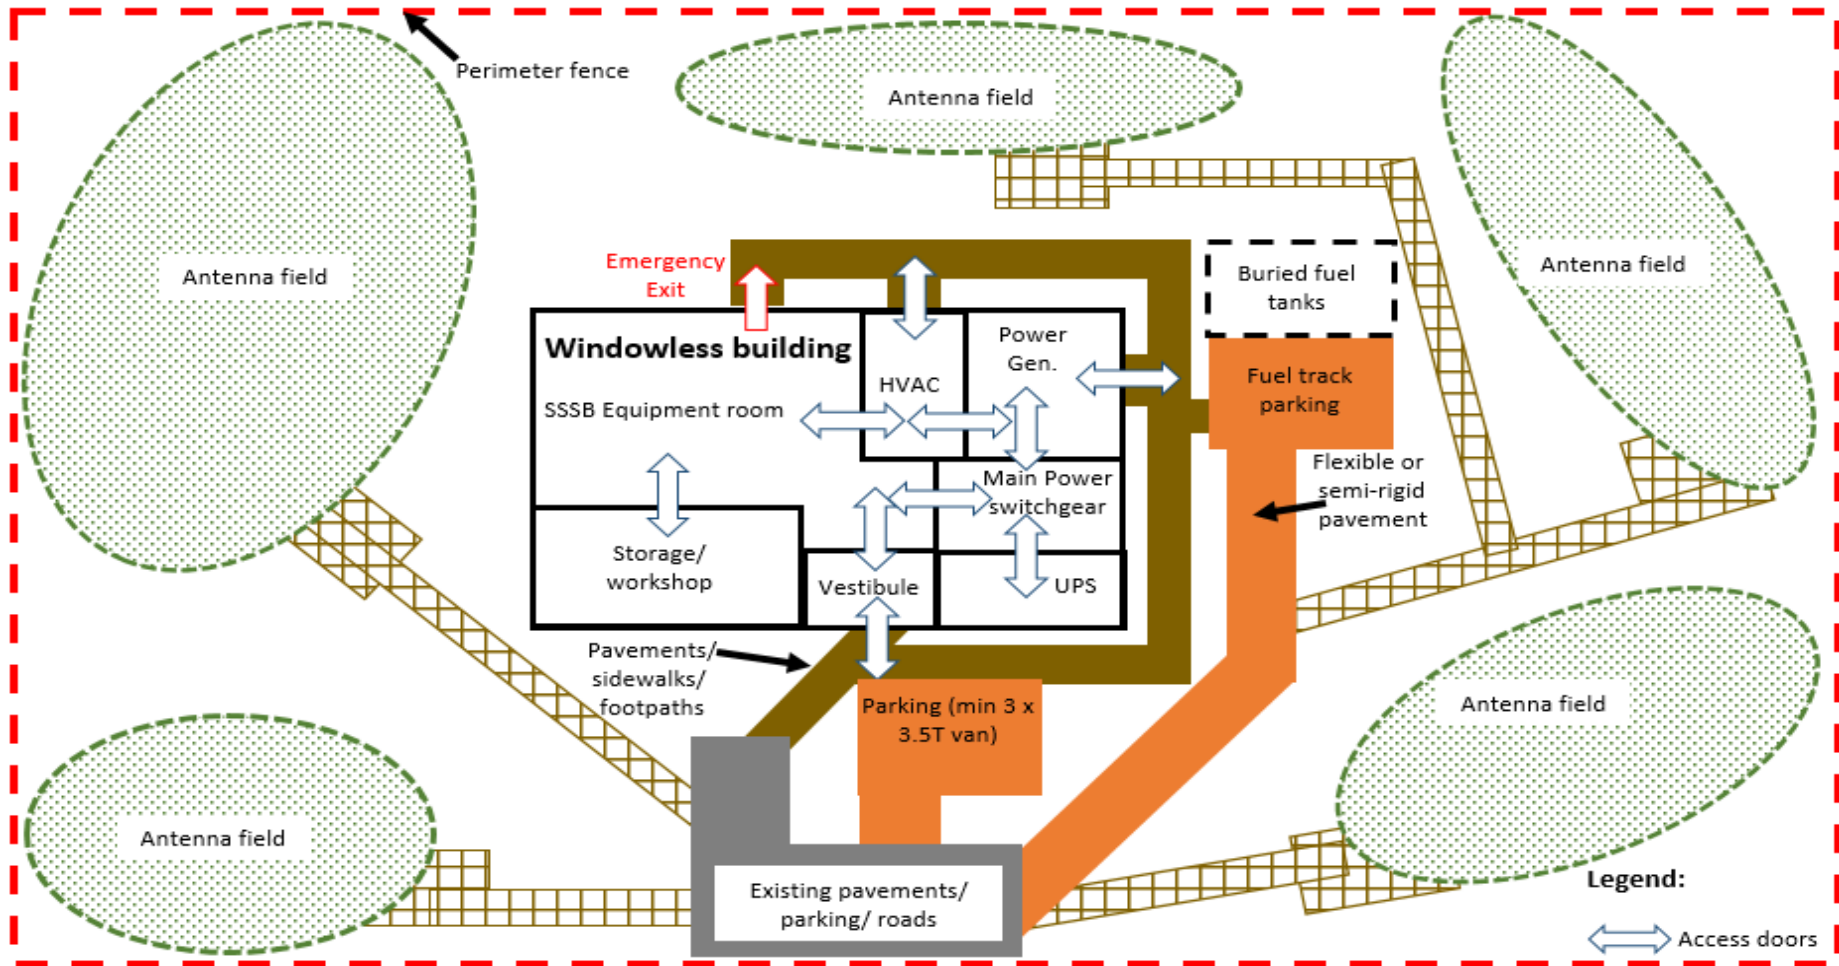 Perimeter fence
Antenna field
Antenna field
Antenna field
Antenna field
Emergency
Exit
Buried fuel
tanks
Windowless building
Power
Gen.
HVAC
SSSB Equipment room
Fuel track
parking
Flexible or
semi-rigid
pavement
Main Power
switchgear
Storage/
workshop
Vestibule
UPS
Pavements/
sidewalks/
footpaths
Parking (min 3 x
3.5T van)
Antenna field
Antenna field
Existing pavements/
parking/ roads
Legend:
Access doors